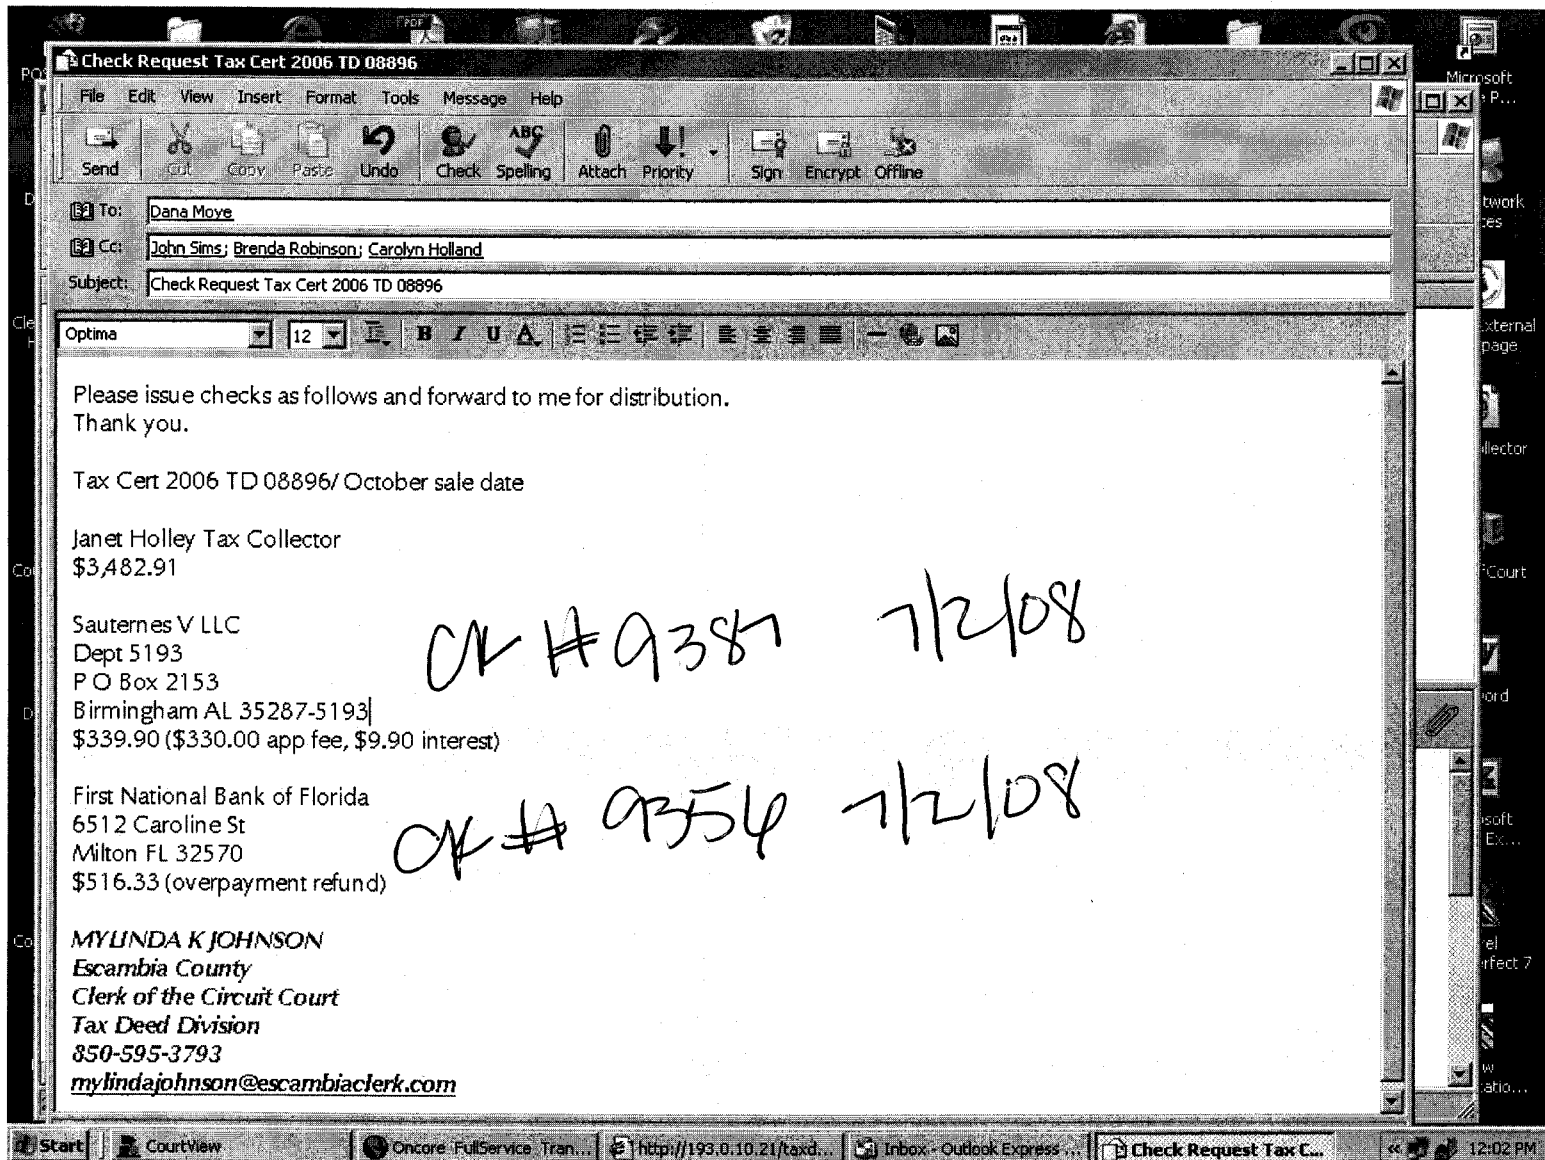 Check Request Tax Cert 2006 TD 08896
File Edit View Insert Format Tools Message Help
Send Cut Copy Paste Undo Check Spelling Attach Priority Sign Encrypt Offline
To: Dana Moye
Cc: John Sims; Brenda Robinson; Carolyn Holland
Subject: Check Request Tax Cert 2006 TD 08896
Optima 12
Please issue checks as follows and forward to me for distribution.
Thank you.
Tax Cert 2006 TD 08896/ October sale date
Janet Holley Tax Collector
$3,482.91
Sauternes V LLC
Dept 5193
P O Box 2153
Birmingham AL 35287-5193
$339.90 ($330.00 app fee, $9.90 interest)
CK # 9387 7/2/08
First National Bank of Florida
6512 Caroline St
Milton FL 32570
$516.33 (overpayment refund)
CK # 9356 7/2/08
MYLINDA K JOHNSON
Escambia County
Clerk of the Circuit Court
Tax Deed Division
850-595-3793
mylindajohnson@escambiaclerk.com
Microsoft
Start CourtView Oncore FullService Tran... http://193.0.10.21/taxd... Inbox - Outlook Express ... Check Request Tax C... 12:02 PM